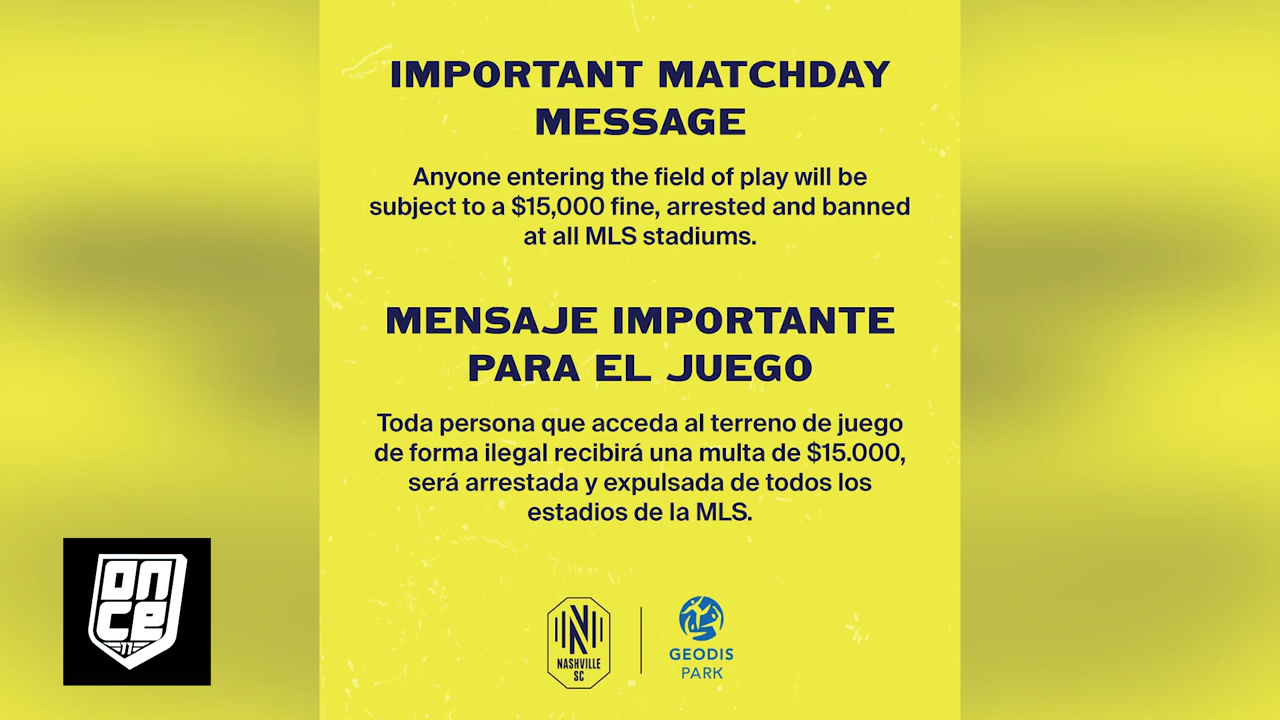 IMPORTANT MATCHDAY
MESSAGE
Anyone entering the field of play will be
subject to a $15,000 fine, arrested and banned
at all MLS stadiums.
MENSAJE IMPORTANTE
PARA EL JUEGO
Toda persona que acceda al terreno de juego
de forma ilegal recibirá una multa de $15.000,
será arrestada y expulsada de todos los
estadios de la MLS.
ON
CE
11
N
NASHVILLE
SC
GEODIS
PARK